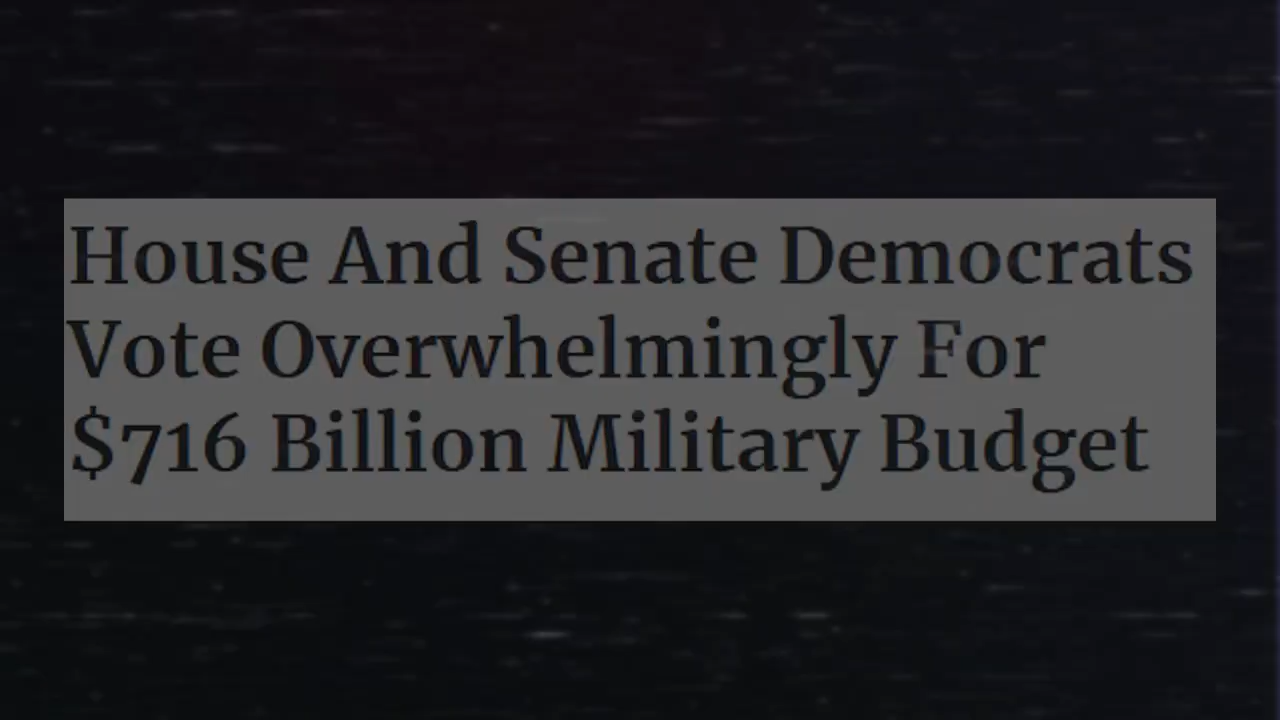 House And Senate Democrats
Vote Overwhelmingly For
$716 Billion Military Budget